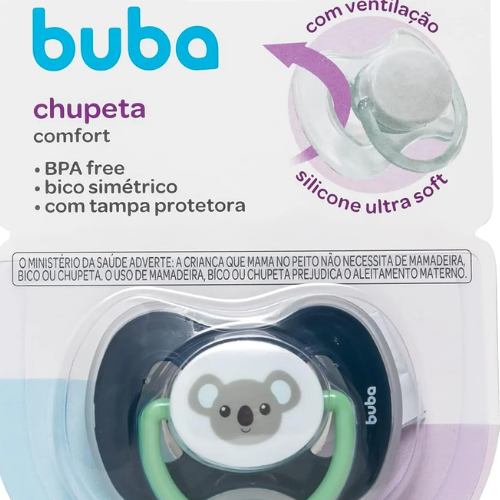 buba
chupeta
comfort
• BPA free
• bico simétrico
• com tampa protetora
com ventilação
silicone ultra soft
O MINISTÉRIO DA SAÚDE ADVERTE: A CRIANÇA QUE MAMA NO PEITO NÃO NECESSITA DE MAMADEIRA,
BICO OU CHUPETA. O USO DE MAMADEIRA, BICO OU CHUPETA PREJUDICA O ALEITAMENTO MATERNO.
buba